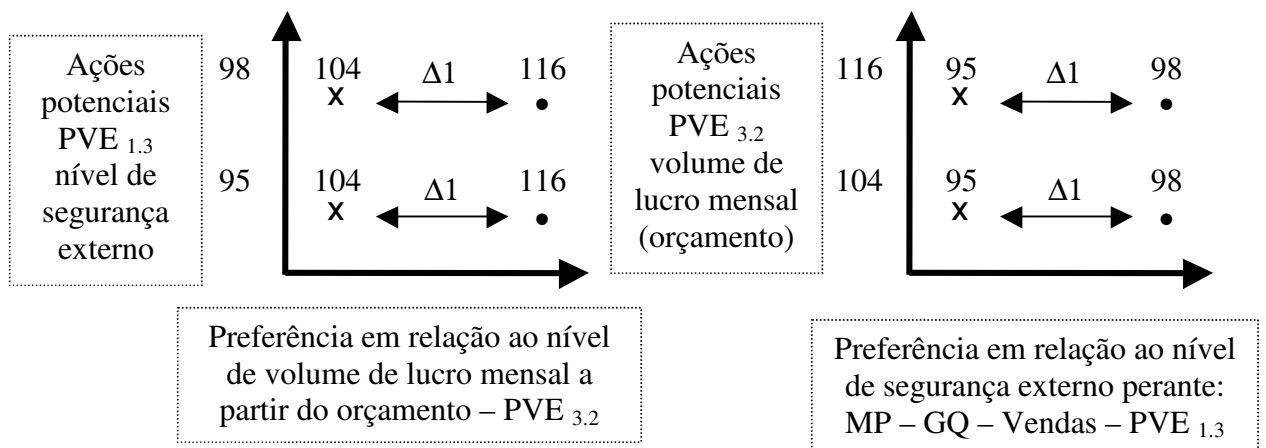 Ações
potenciais
PVE 1.3
nível de
segurança
externo
98
104
Δ1
116
x
•
95
104
Δ1
116
x
•
Preferência em relação ao nível
de volume de lucro mensal a
partir do orçamento – PVE 3.2
Ações
potenciais
PVE 3.2
volume de
lucro mensal
(orçamento)
116
95
Δ1
98
x
•
104
95
Δ1
98
x
•
Preferência em relação ao nível
de segurança externo perante:
MP – GQ – Vendas – PVE 1.3